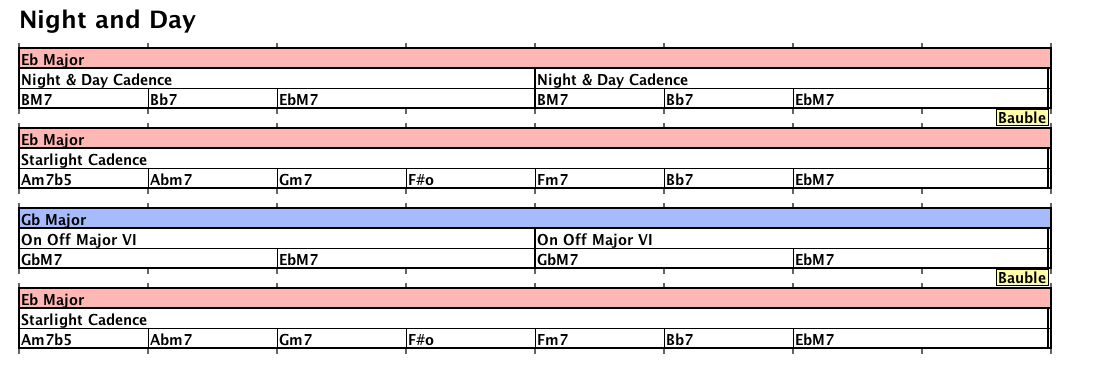 Night and Day
Eb Major
Night & Day Cadence Night & Day Cadence
BM7 Bb7 EbM7 BM7 Bb7 EbM7
Bauble
Eb Major
Starlight Cadence
Am7b5 Abm7 Gm7 F#o Fm7 Bb7 EbM7
Gb Major
On Off Major VI On Off Major VI
GbM7 EbM7 GbM7 EbM7
Bauble
Eb Major
Starlight Cadence
Am7b5 Abm7 Gm7 F#o Fm7 Bb7 EbM7